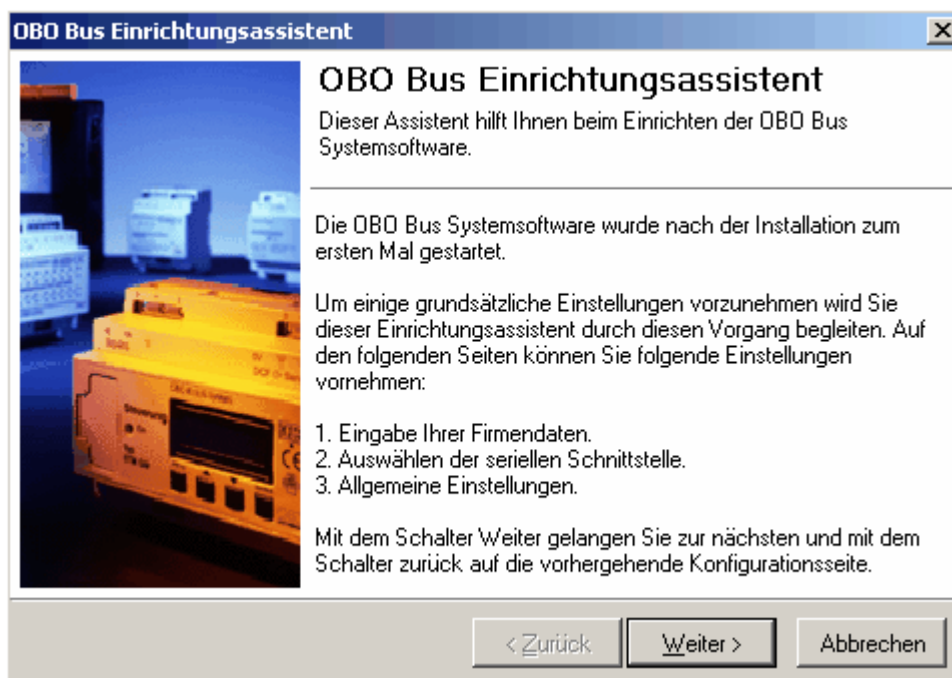 OBO Bus Einrichtungsassistent
OBO Bus Einrichtungsassistent
Dieser Assistent hilft Ihnen beim Einrichten der OBO Bus
Systemsoftware.
Die OBO Bus Systemsoftware wurde nach der Installation zum
ersten Mal gestartet.
Um einige grundsätzliche Einstellungen vorzunehmen wird Sie
dieser Einrichtungsassistent durch diesen Vorgang begleiten. Auf
den folgenden Seiten können Sie folgende Einstellungen
vornehmen:
1. Eingabe Ihrer Firmendaten.
2. Auswählen der seriellen Schnittstelle.
3. Allgemeine Einstellungen.
Mit dem Schalter Weiter gelangen Sie zur nächsten und mit dem
Schalter zurück auf die vorhergehende Konfigurationsseite.
Steuerung
< Zurück
Weiter >
Abbrechen